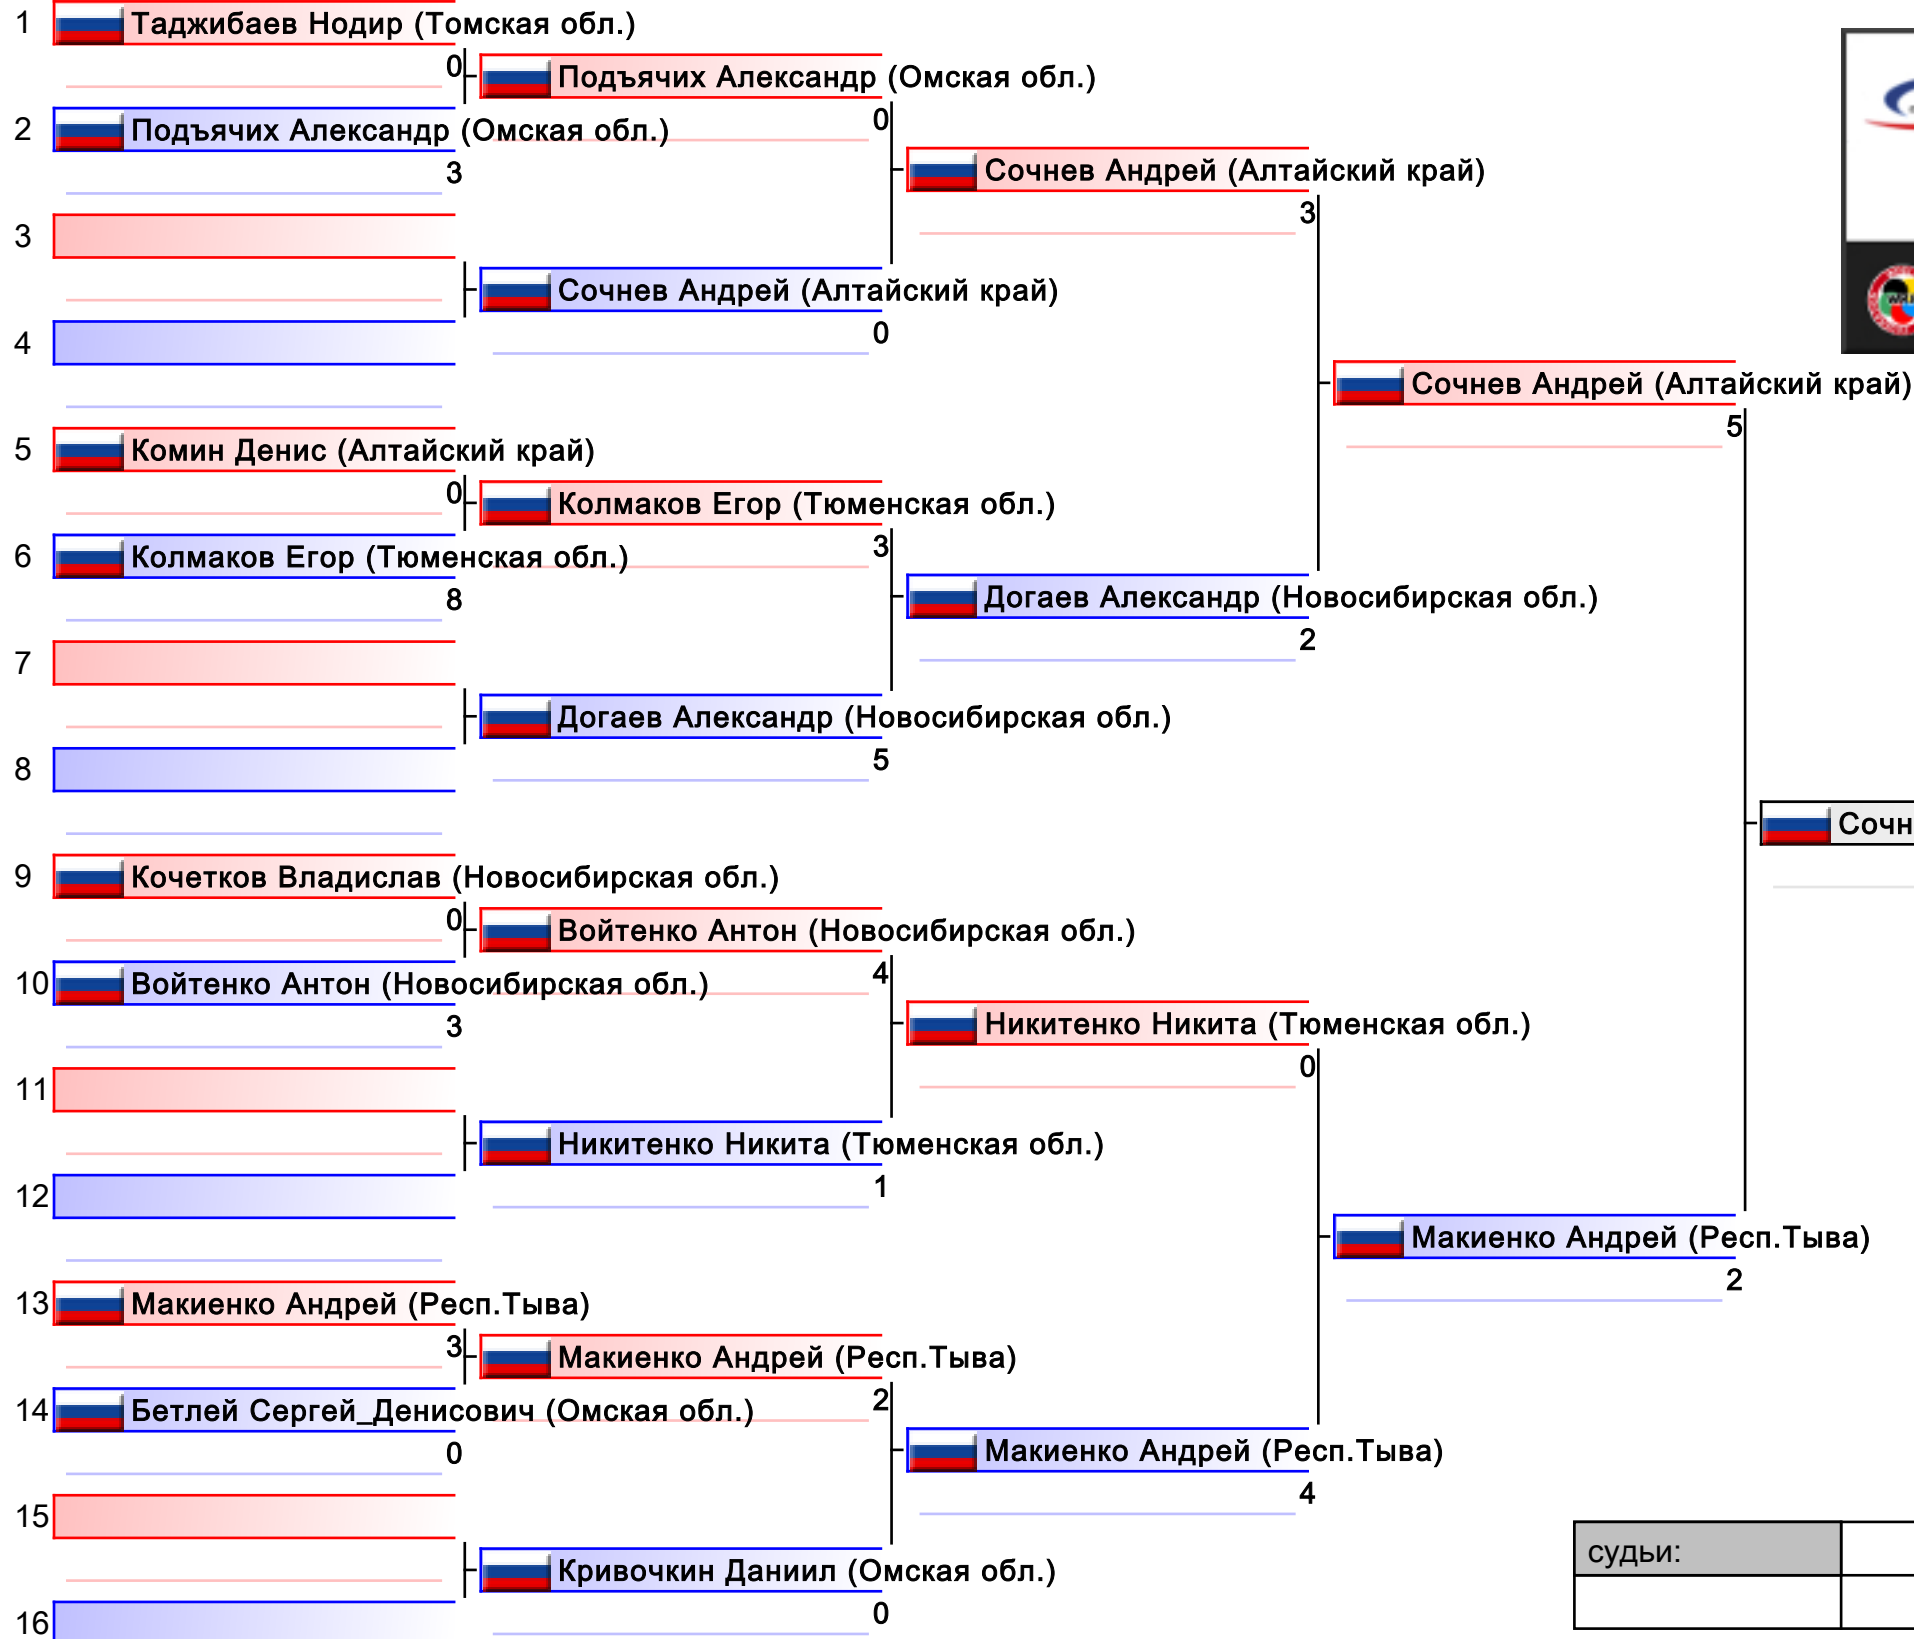 1 Таджибаев Нодир (Томская обл.)
0
Подъячих Александр (Омская обл.)
0
2 Подъячих Александр (Омская обл.)
3
Сочнев Андрей (Алтайский край)
3
3
Сочнев Андрей (Алтайский край)
0
4
Сочнев Андрей (Алтайский край)
5
5 Комин Денис (Алтайский край)
0
Колмаков Егор (Тюменская обл.)
3
6 Колмаков Егор (Тюменская обл.)
8
Догаев Александр (Новосибирская обл.)
2
7
Догаев Александр (Новосибирская обл.)
5
8
Сочн
9 Кочетков Владислав (Новосибирская обл.)
0
Войтенко Антон (Новосибирская обл.)
4
10 Войтенко Антон (Новосибирская обл.)
3
Никитенко Никита (Тюменская обл.)
0
11
Никитенко Никита (Тюменская обл.)
1
12
Макиенко Андрей (Респ.Тыва)
2
13 Макиенко Андрей (Респ.Тыва)
3
Макиенко Андрей (Респ.Тыва)
2
14 Бетлей Сергей_Денисович (Омская обл.)
0
Макиенко Андрей (Респ.Тыва)
4
15
Кривочкин Даниил (Омская обл.)
0
16
судьи: